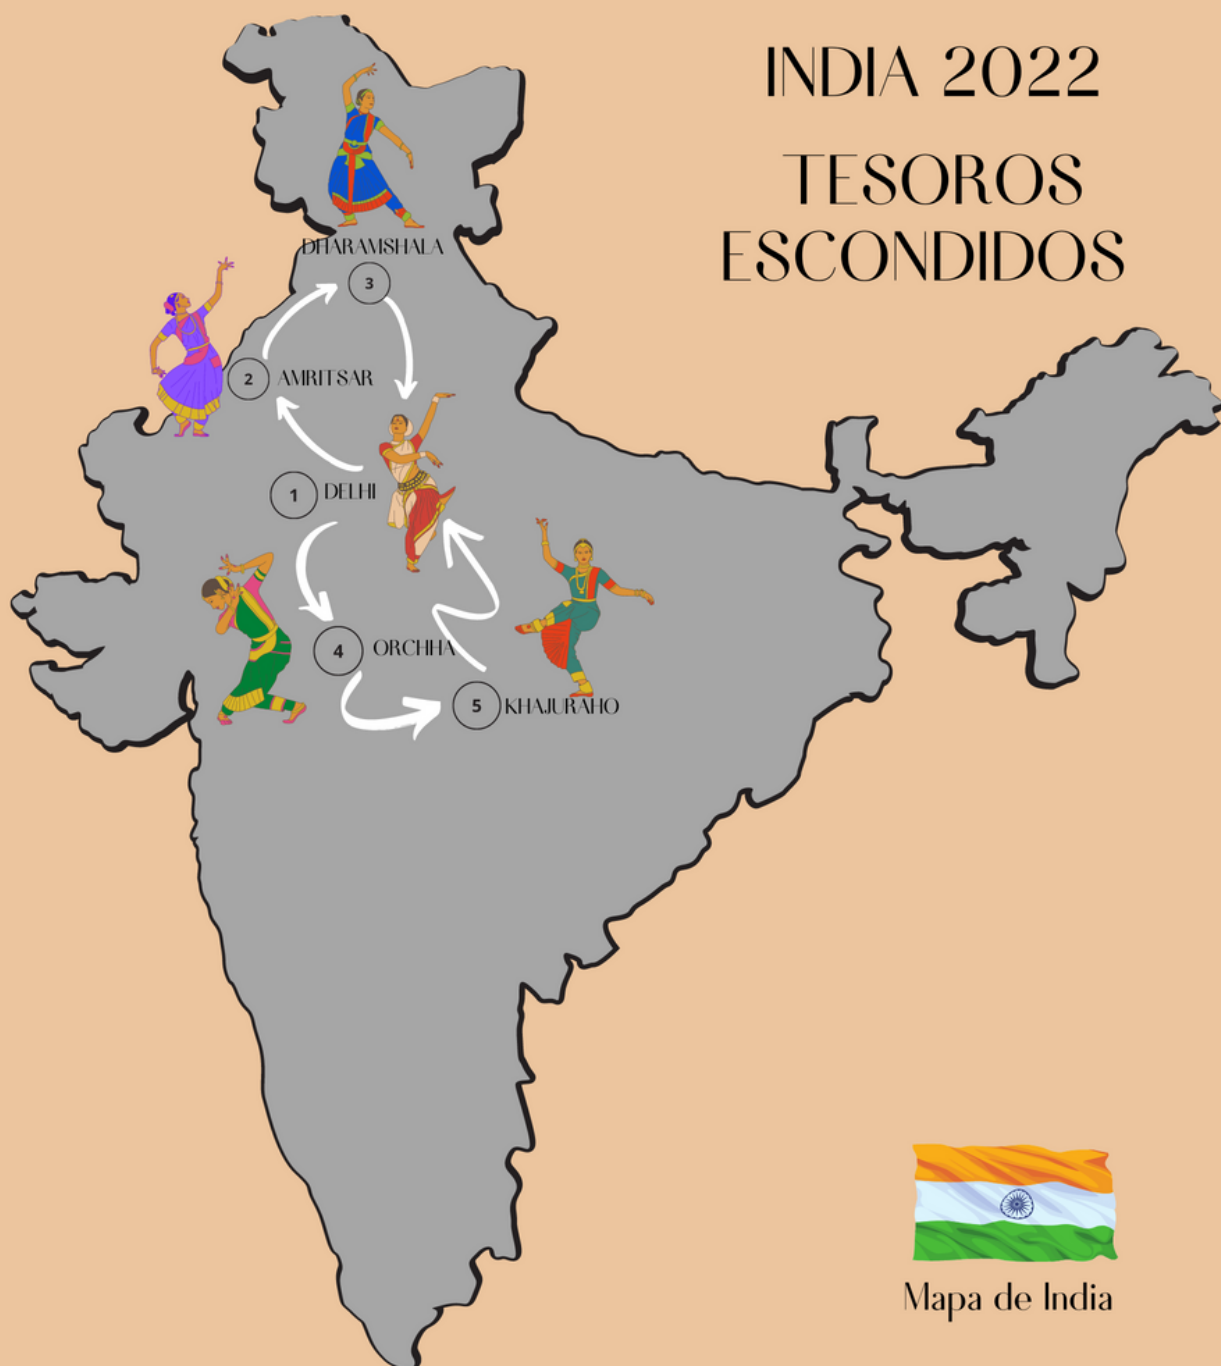 INDIA 2022
TESOROS
ESCONDIDOS
DHARAMSHALA
3
2 AMRITSAR
1 DELHI
4 ORCHHA
5 KHAJURAHO
Mapa de India